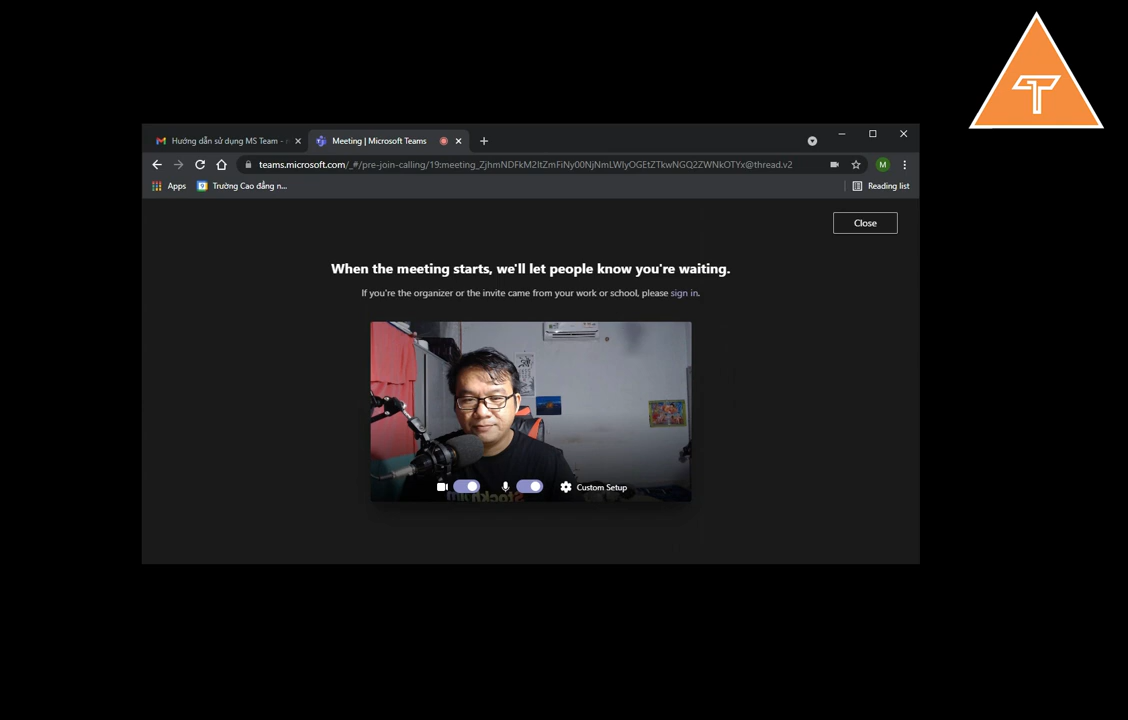 Hướng dẫn sử dụng MS Team -
Meeting | Microsoft Teams
teams.microsoft.com/_#/pre-join-calling/19:meeting_ZjhmNDFkM2ItZmFiNy00NjNmLWIyOGEtZTkwNGQ2ZWNkOTYx@thread.v2
M
Apps
Trường Cao đẳng n...
Reading list
Close
When the meeting starts, we'll let people know you're waiting.
If you're the organizer or the invite came from your work or school, please sign in.
Custom Setup
Stockholm
T